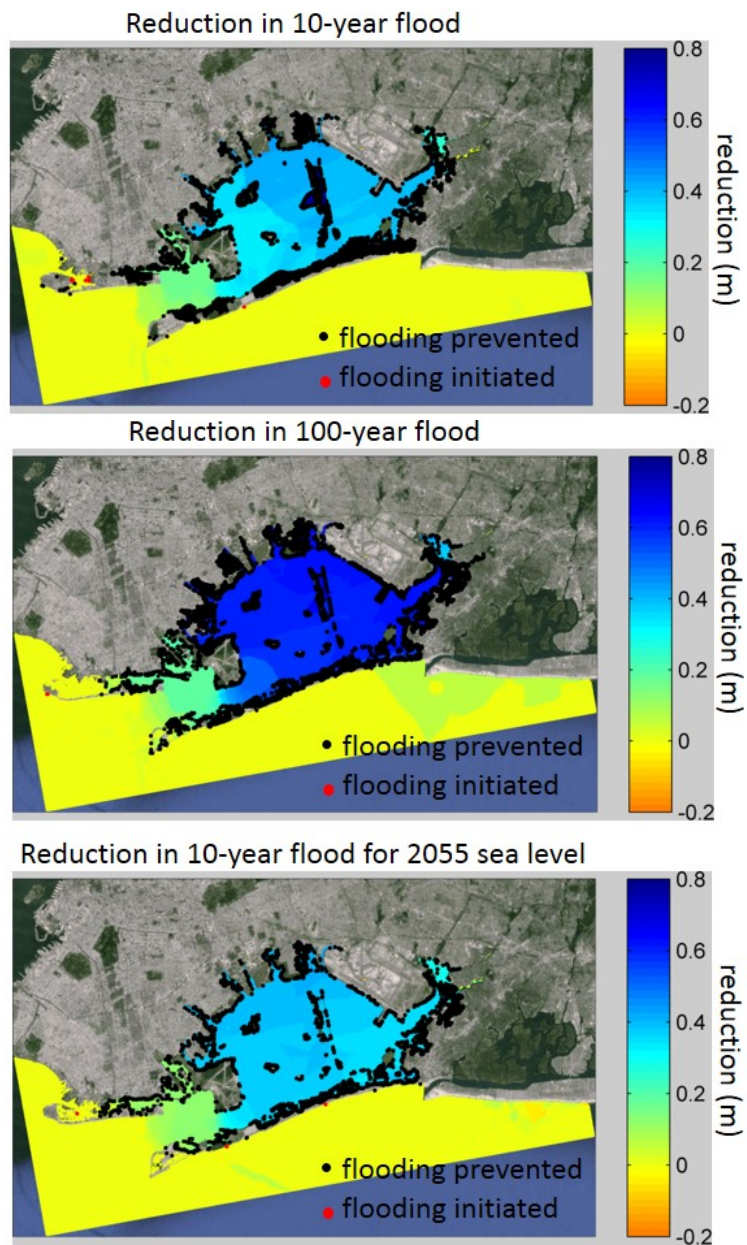 Reduction in 10-year flood
0.8
0.6
0.4
0.2
0
-0.2
reduction (m)
flooding prevented
flooding initiated
Reduction in 100-year flood
0.8
0.6
0.4
0.2
0
-0.2
reduction (m)
flooding prevented
flooding initiated
Reduction in 10-year flood for 2055 sea level
0.8
0.6
0.4
0.2
0
-0.2
reduction (m)
flooding prevented
flooding initiated